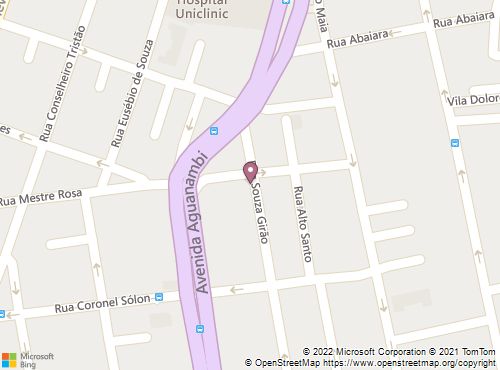 Hospital
Uniclinic
Maia
Rua Abaiara
Rua Abaiara
Rua Conselheiro Tristão
Rua Eusébio de Souza
Vila Dolor
es
Avenida Aguanambi
Rua Mestre Rosa
Souza Girão
Rua Alto Santo
Rua Coronel Sólon
Microsoft
Bing
© 2022 Microsoft Corporation © 2021 TomTom
© OpenStreetMap https://www.openstreetmap.org/copyright